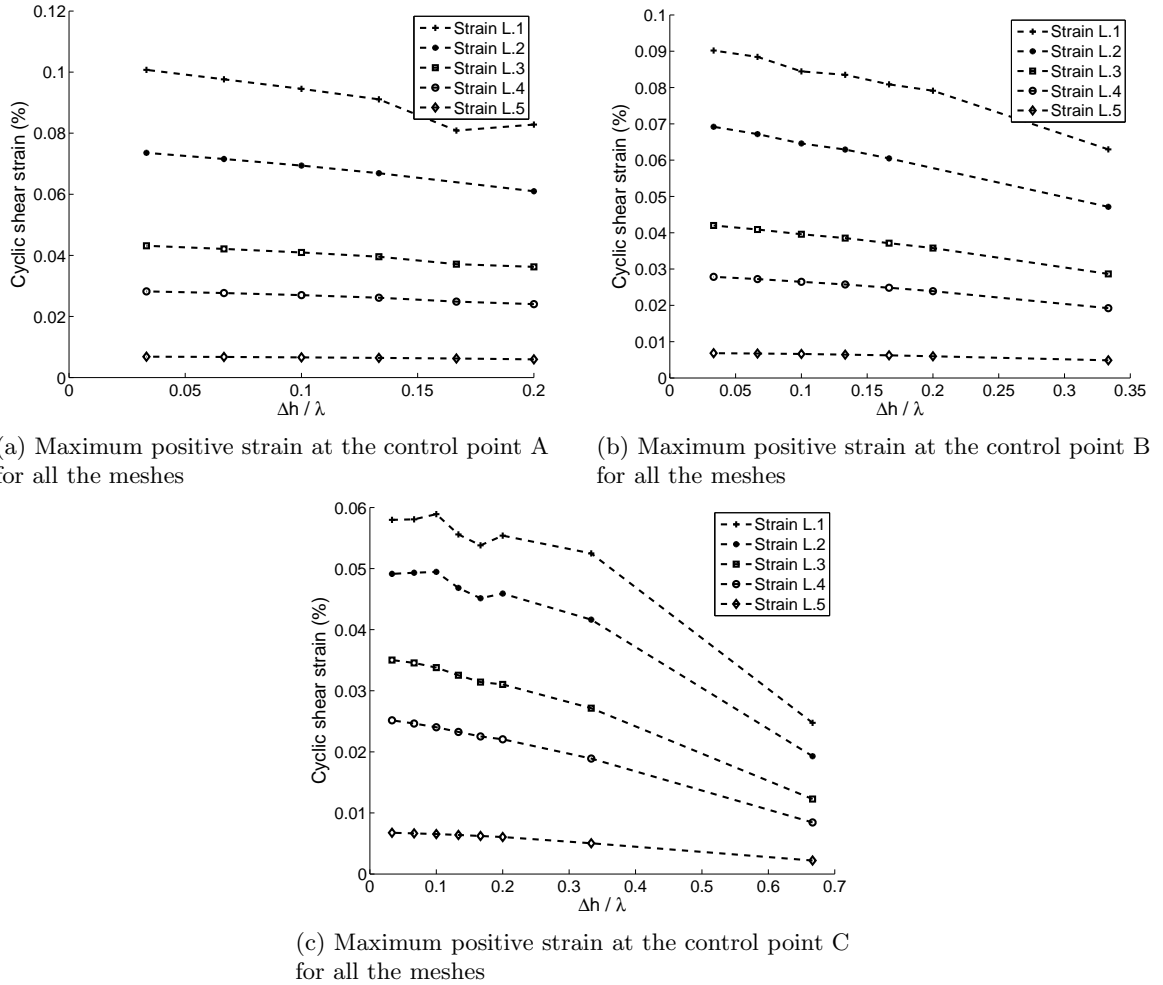 0.12
0.1
0.08
0.06
0.04
0.02
0
Cyclic shear strain (%)
0 0.05 0.1 0.15 0.2
Δh / λ
Strain L.1
Strain L.2
Strain L.3
Strain L.4
Strain L.5
(a) Maximum positive strain at the control point A
for all the meshes
0.1
0.09
0.08
0.07
0.06
0.05
0.04
0.03
0.02
0.01
0
Cyclic shear strain (%)
0 0.05 0.1 0.15 0.2 0.25 0.3 0.35
Δh / λ
Strain L.1
Strain L.2
Strain L.3
Strain L.4
Strain L.5
(b) Maximum positive strain at the control point B
for all the meshes
0.06
0.05
0.04
0.03
0.02
0.01
0
Cyclic shear strain (%)
0 0.1 0.2 0.3 0.4 0.5 0.6 0.7
Δh / λ
Strain L.1
Strain L.2
Strain L.3
Strain L.4
Strain L.5
(c) Maximum positive strain at the control point C
for all the meshes